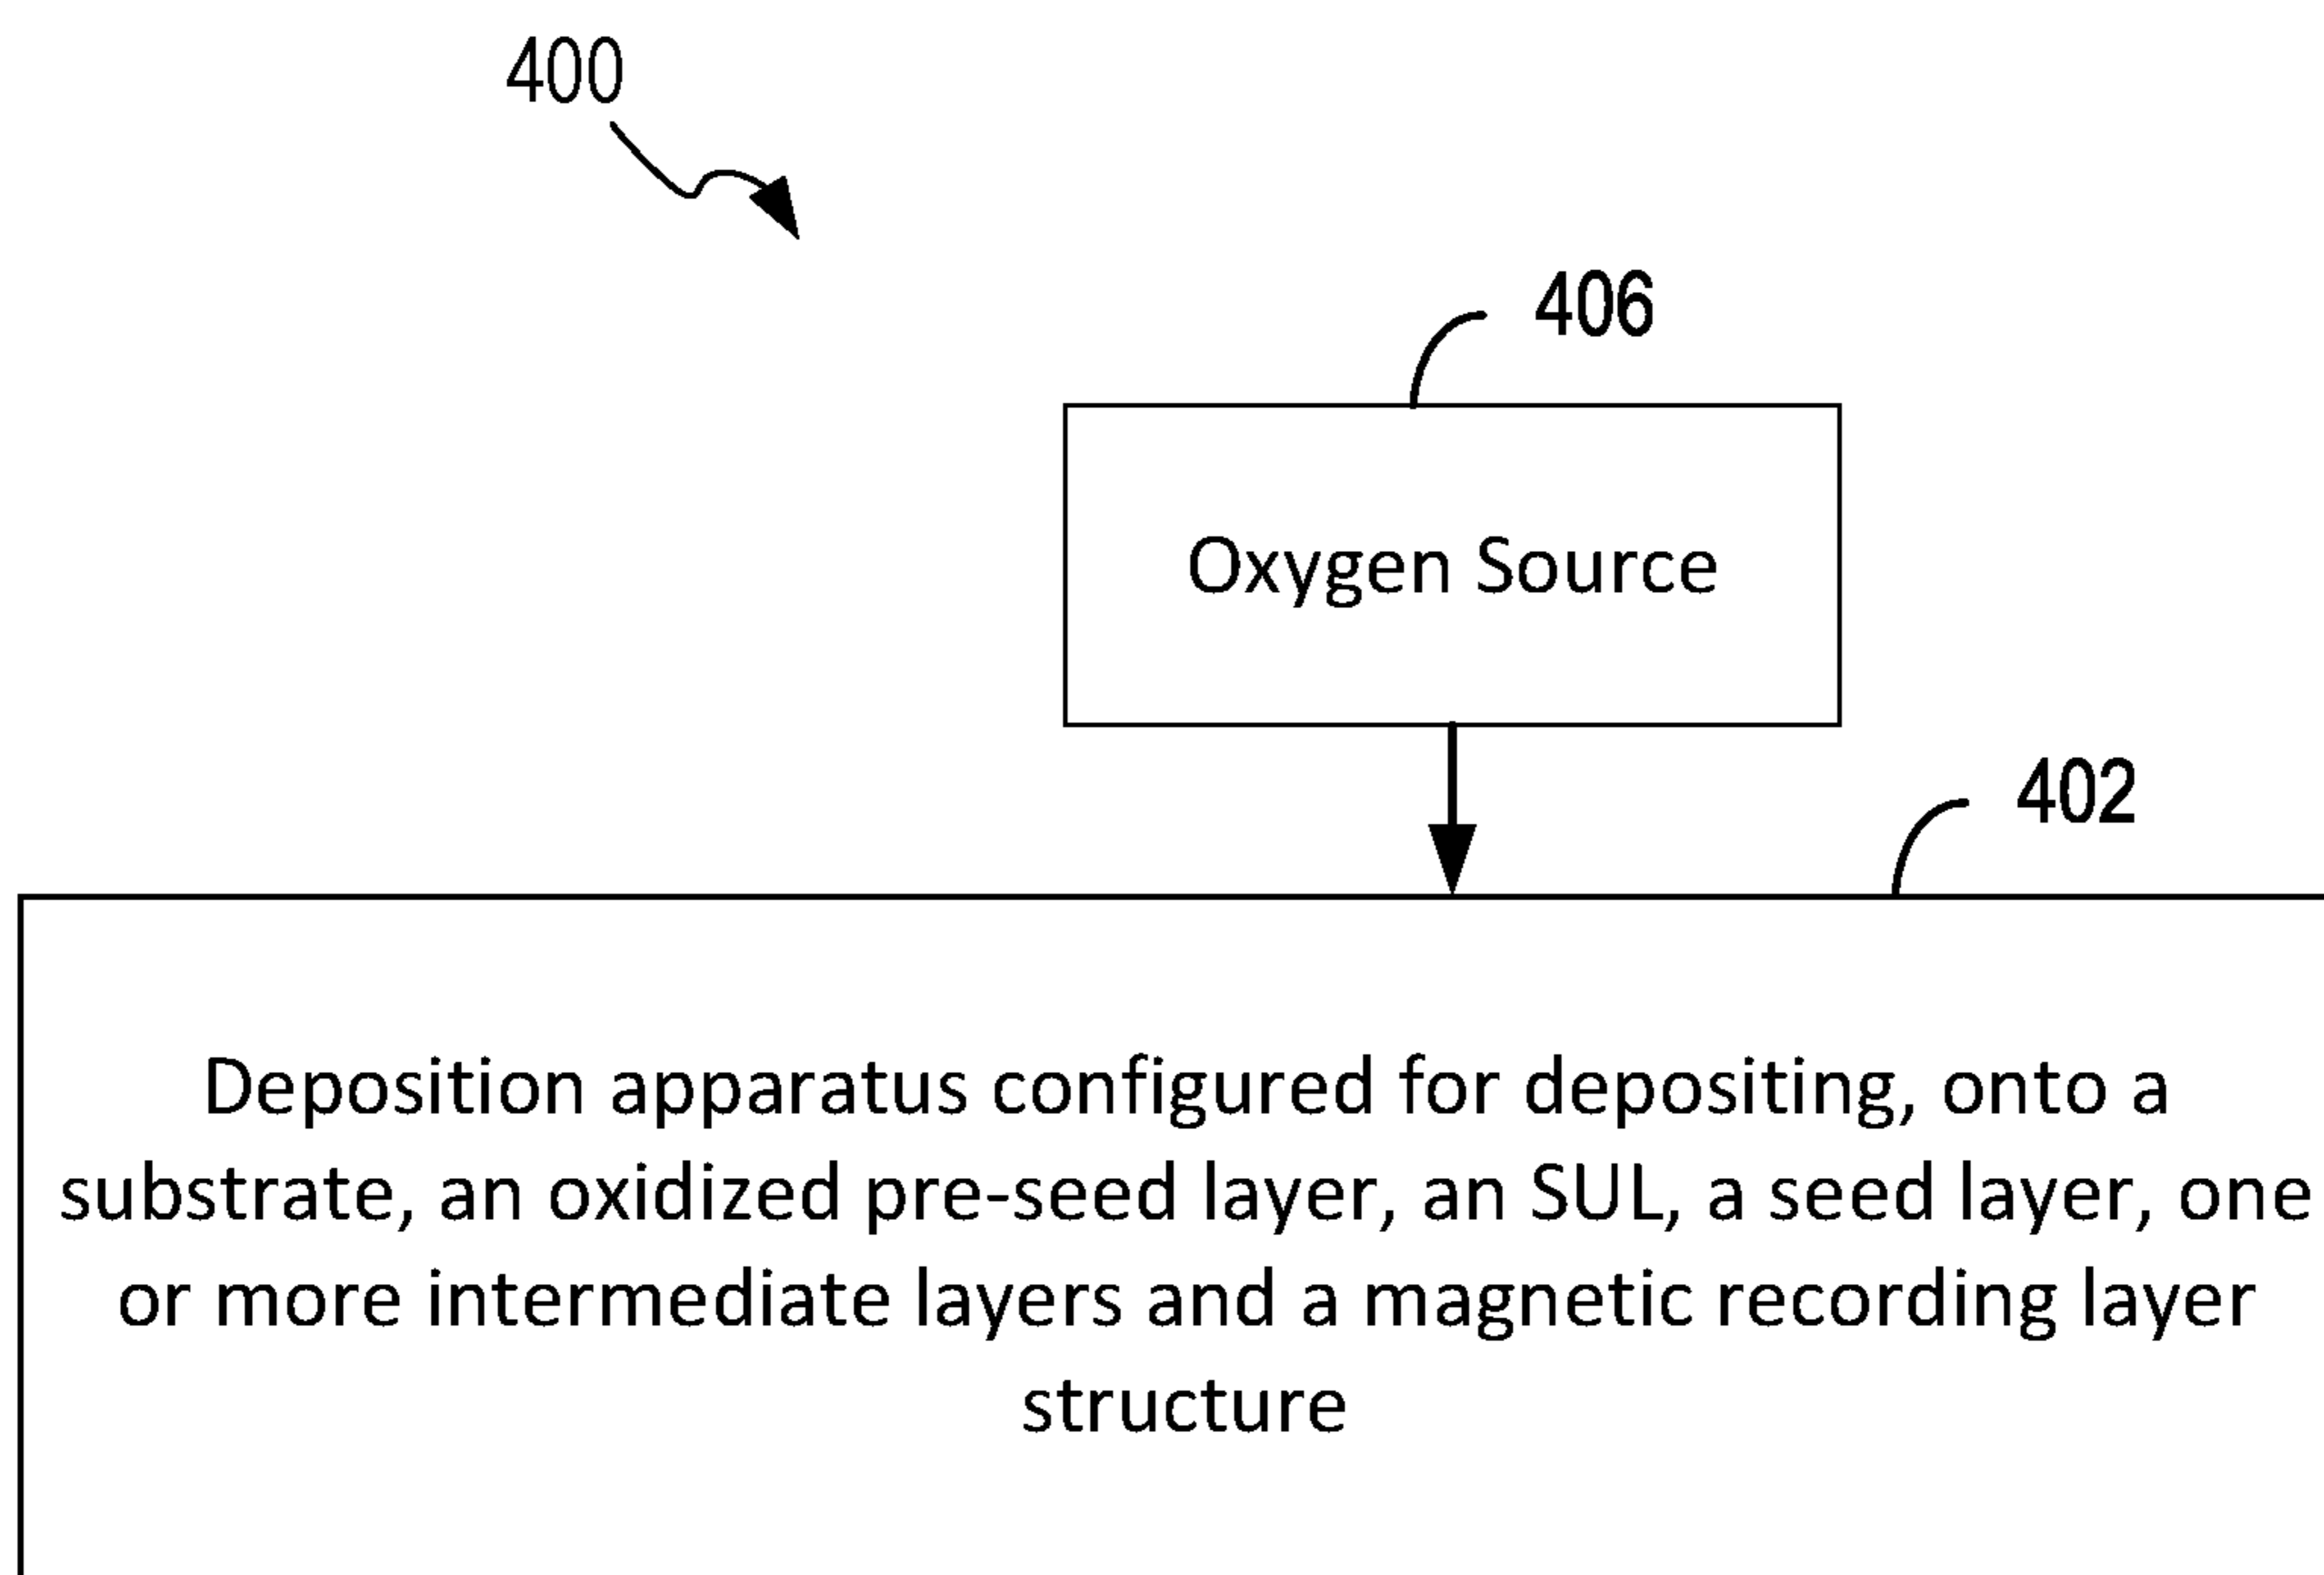 400
406
Oxygen Source
402
Deposition apparatus configured for depositing, onto a
substrate, an oxidized pre-seed layer, an SUL, a seed layer, one
or more intermediate layers and a magnetic recording layer
structure